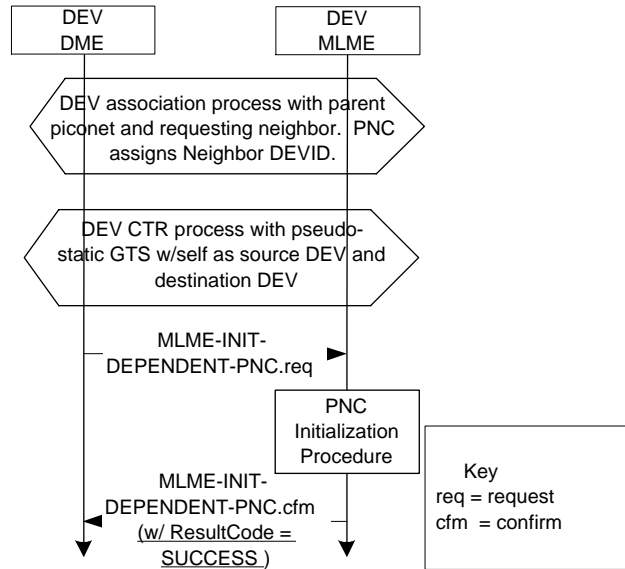 DEV
DME
DEV
MLME
DEV association process with parent
piconet and requesting neighbor.  PNC
assigns Neighbor DEVID.
DEV CTR process with pseudo-
static GTS w/self as source DEV and
destination DEV
MLME-INIT-
DEPENDENT-PNC.req
PNC
Initialization
Procedure
MLME-INIT-
DEPENDENT-PNC.cfm
(w/ ResultCode =
SUCCESS )
Key
req = request
cfm  = confirm